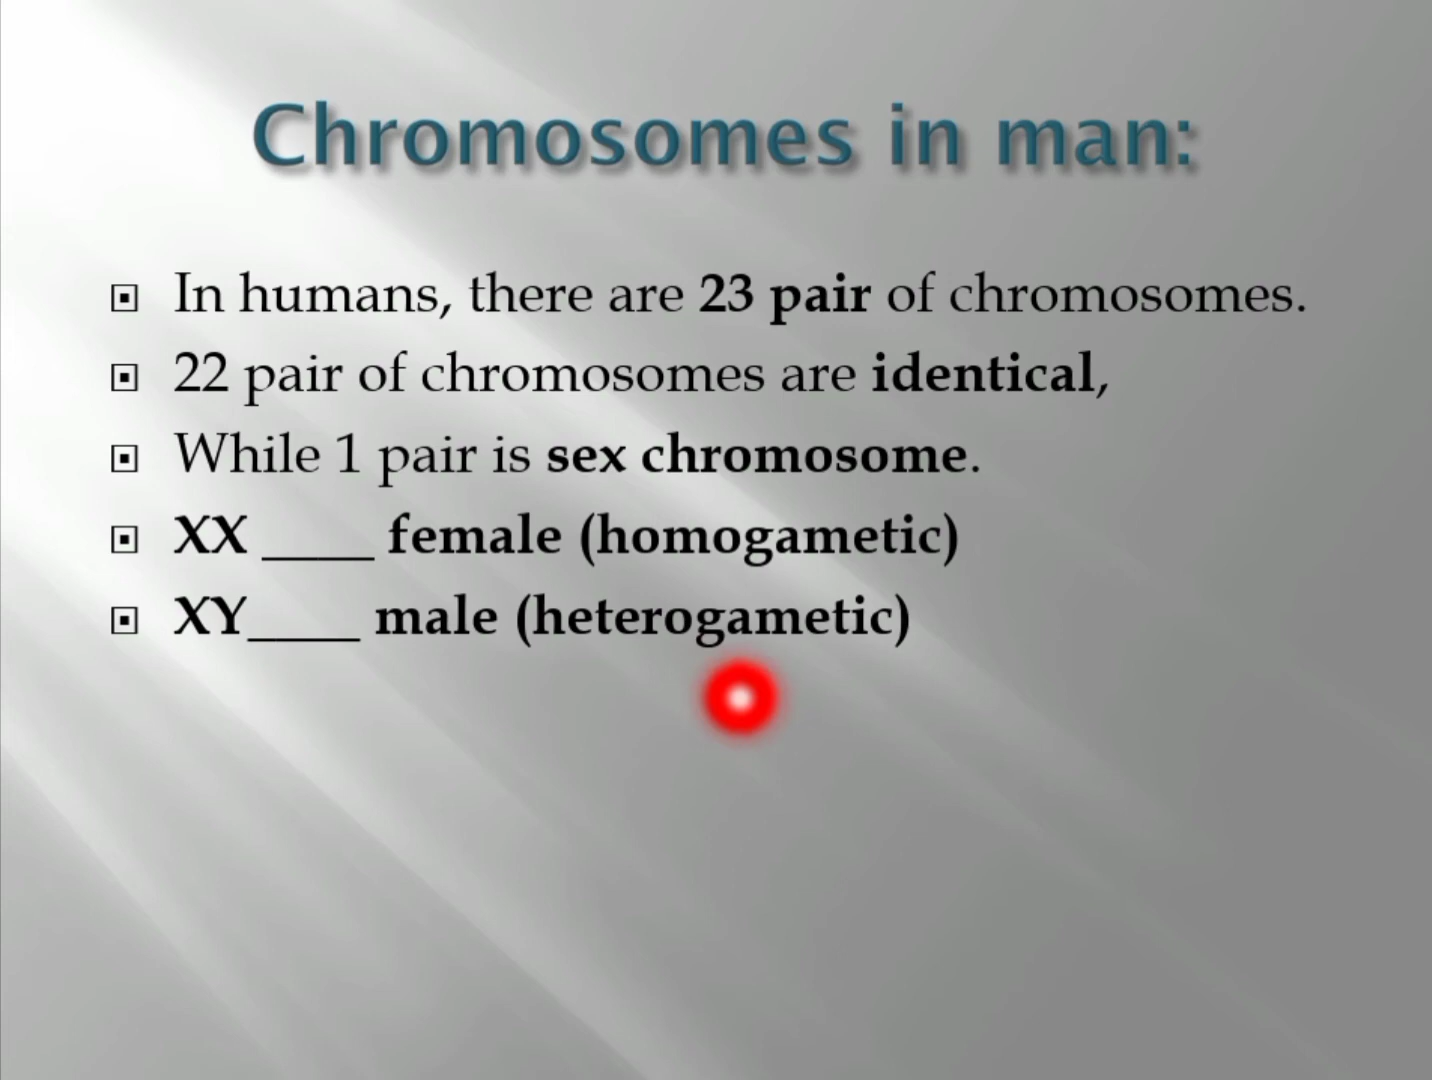 Chromosomes in man:
In humans, there are 23 pair of chromosomes.
22 pair of chromosomes are identical,
While 1 pair is sex chromosome.
XX ____ female (homogametic)
XY____ male (heterogametic)